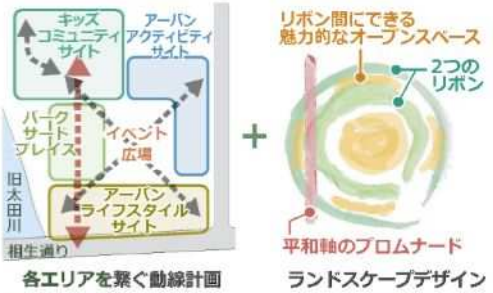 キッズ
コミュニティ
サイト
アーバン
アクティビティ
サイト
パーク
サード
プレイス
イベント
広場
アーバン
ライフスタイル
サイト
旧太田川
相生通り
各エリアを繋ぐ動線計画
+
リボン間にできる
魅力的なオープンスペース
2つの
リボン
平和軸のプロムナード
ランドスケープデザイン